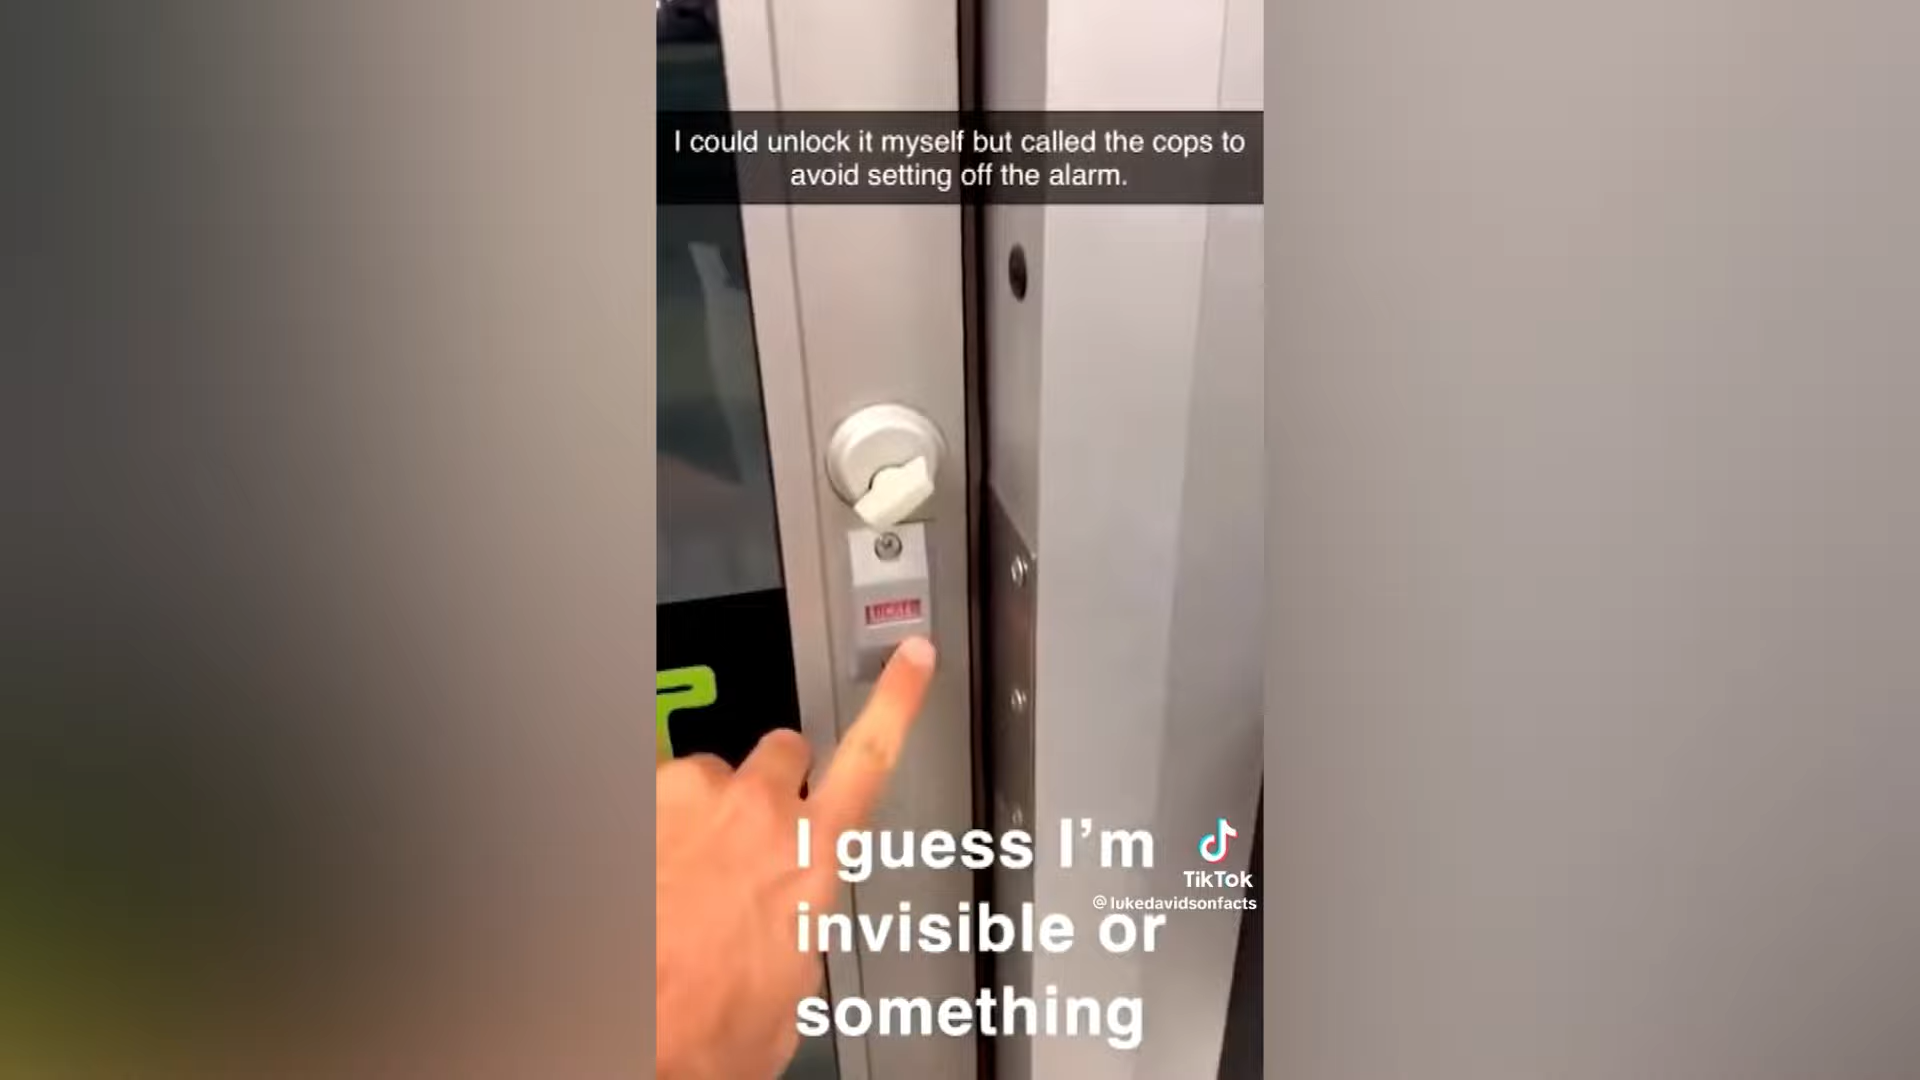 I could unlock it myself but called the cops to
avoid setting off the alarm.
LOCKED
I guess I’m
invisible or
something
TikTok
@lukedavidsonfacts